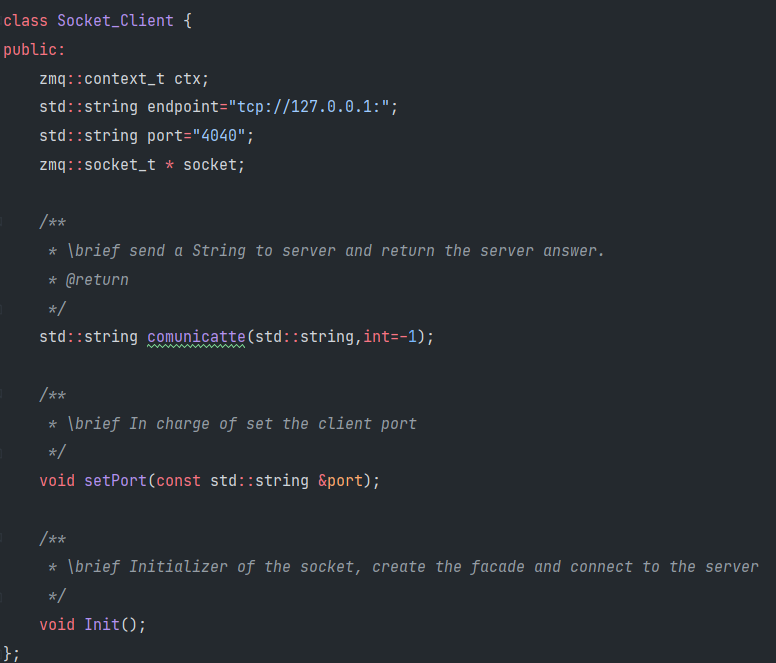 class Socket_Client {
public:
    zmq::context_t ctx;
    std::string endpoint="tcp://127.0.0.1:";
    std::string port="4040";
    zmq::socket_t * socket;

    /**
     * \brief send a String to server and return the server answer.
     * @return
     */
    std::string comunicatte(std::string,int=-1);

    /**
     * \brief In charge of set the client port
     */
    void setPort(const std::string &port);

    /**
     * \brief Initializer of the socket, create the facade and connect to the server
     */
    void Init();
};